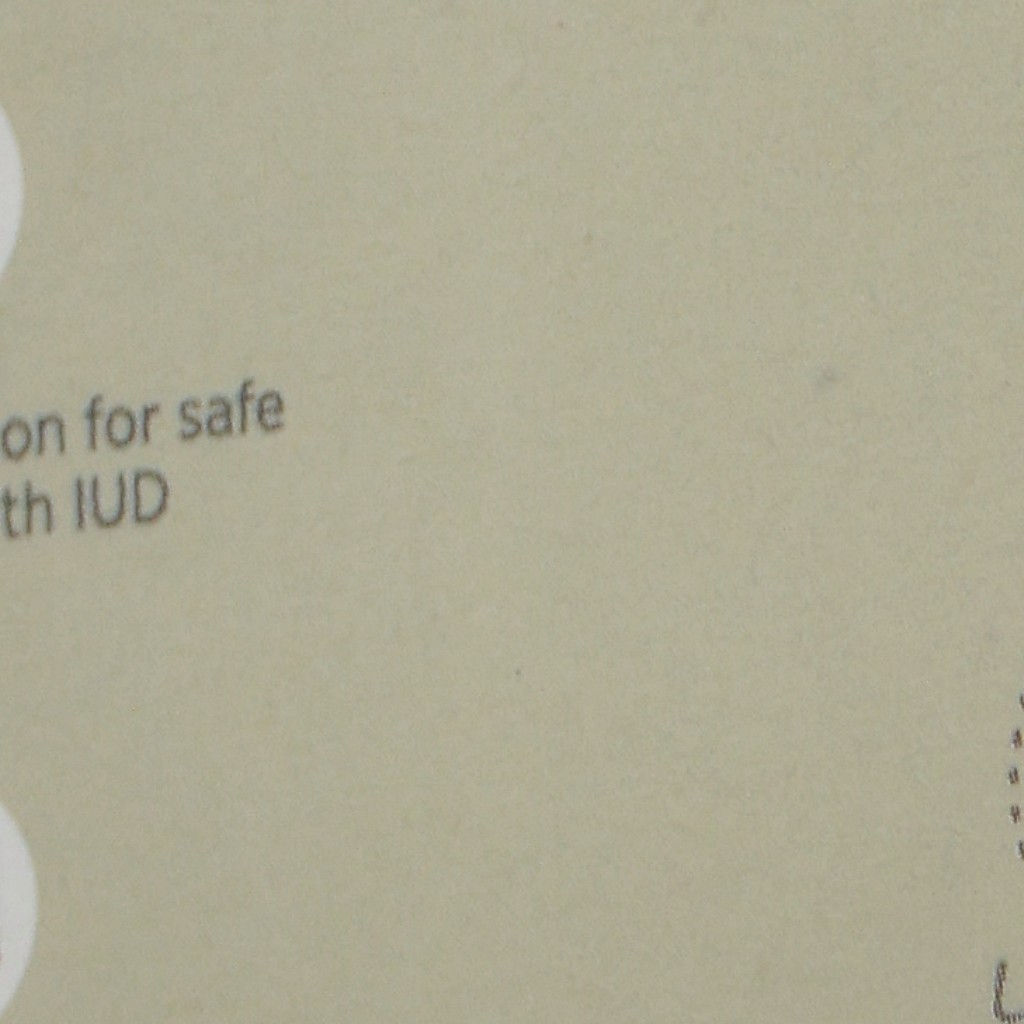 on for safe
th IUD